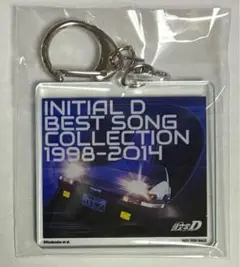 INITIAL D
BEST SONG
COLLECTION
1998-2014
頭文字D